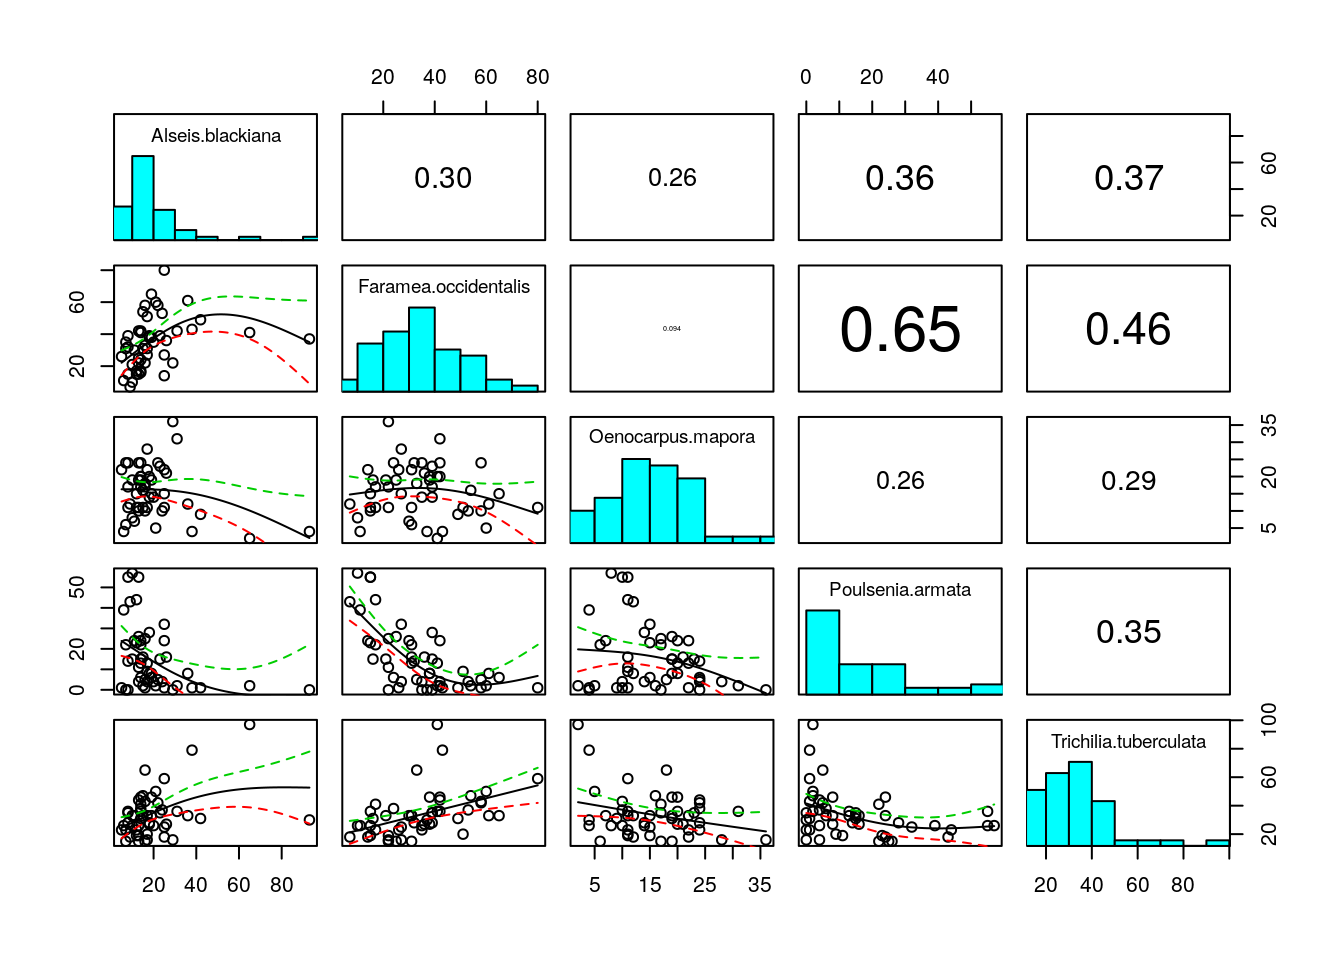 20 40 60 80 0 20 40
Alseis.blackiana
0.30 0.26 0.36 0.37
20 60
Faramea.occidentalis
0.094 0.65 0.46
20 60
Oenocarpus.mapora
0.26 0.29
5 20 35
Poulsenia.armata
0.35
0 20 50
Trichilia.tuberculata
20 60 100
20 40 60 80 5 15 25 35 20 40 60 80